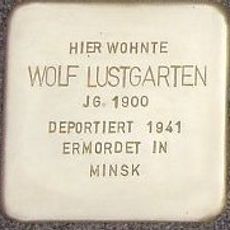 HIER WOHNTE
WOLF LUSTGARTEN
JG. 1900
DEPORTIERT 1941
ERMORDET IN
MINSK